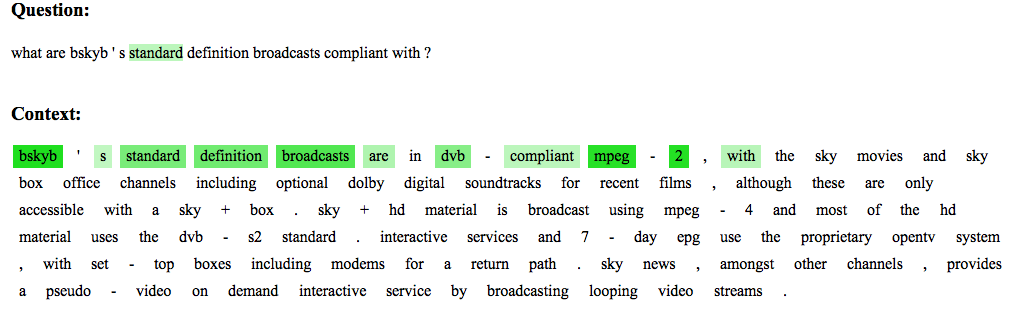 Question:
what are bskyb ' s standard definition broadcasts compliant with ?
Context:
bskyb ' s standard definition broadcasts are in dvb - compliant mpeg - 2 , with the sky movies and sky
box office channels including optional dolby digital soundtracks for recent films , although these are only
accessible with a sky + box . sky + hd material is broadcast using mpeg - 4 and most of the hd
material uses the dvb - s2 standard . interactive services and 7 - day epg use the proprietary opentv system
, with set - top boxes including modems for a return path . sky news , amongst other channels , provides
a pseudo - video on demand interactive service by broadcasting looping video streams .